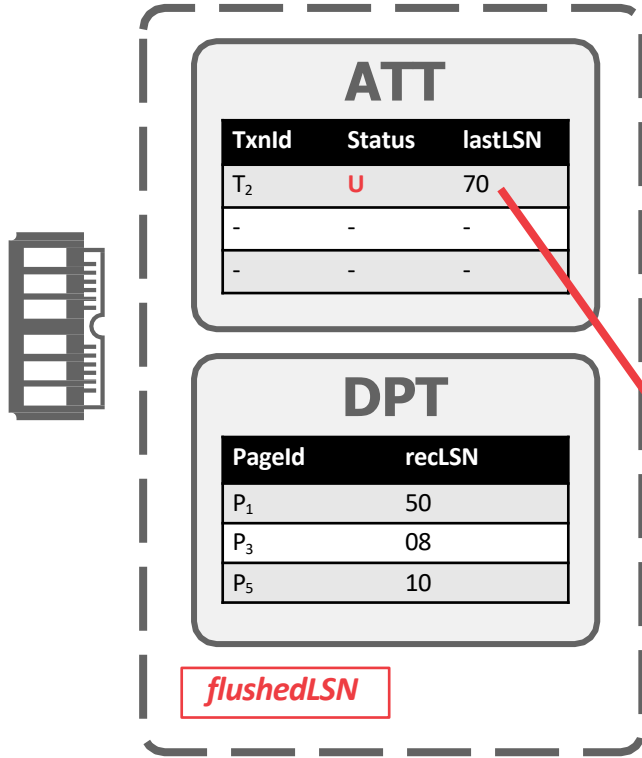 ATT
TxnId Status lastLSN
T₂ U 70
- - -
- - -
DPT
PageId recLSN
P₁ 50
P₃ 08
P₅ 10
flushedLSN